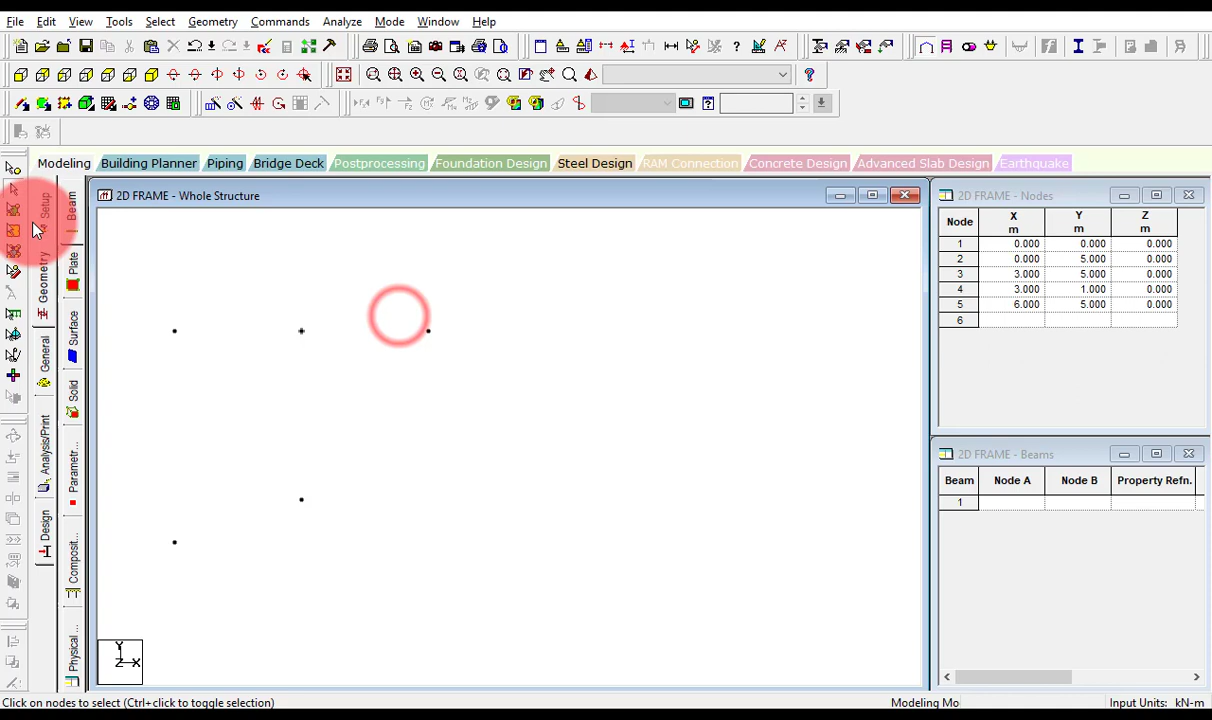 File Edit View Tools Select Geometry Commands Analyze Mode Window Help
Modeling Building Planner Piping Bridge Deck Postprocessing Foundation Design Steel Design RAM Connection Concrete Design Advanced Slab Design Earthquake
Setup
Geometry
General
Analysis/Print
Design
Beam
Plate
Surface
Solid
Parametr...
Composit...
Physical ...
2D FRAME - Whole Structure
Y
Z X
2D FRAME - Nodes
Node X m Y m Z m
1 0.000 0.000 0.000
2 0.000 5.000 0.000
3 3.000 5.000 0.000
4 3.000 1.000 0.000
5 6.000 5.000 0.000
6
2D FRAME - Beams
Beam Node A Node B Property Refn.
1
Click on nodes to select (Ctrl+click to toggle selection) Modeling Mo Input Units: kN-m